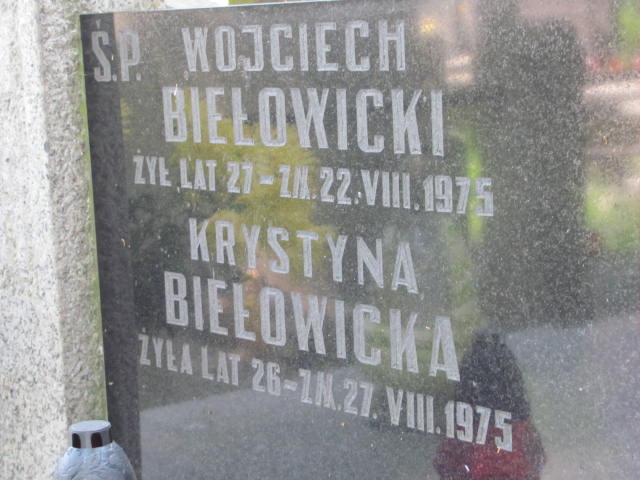 Ś.P. WOJCIECH
BIEŁOWICKI
ŻYŁ LAT 27 - ZM. 22.VIII.1975
KRYSTYNA
BIEŁOWICKA
ŻYŁA LAT 26 - ZM. 27.VIII.1975